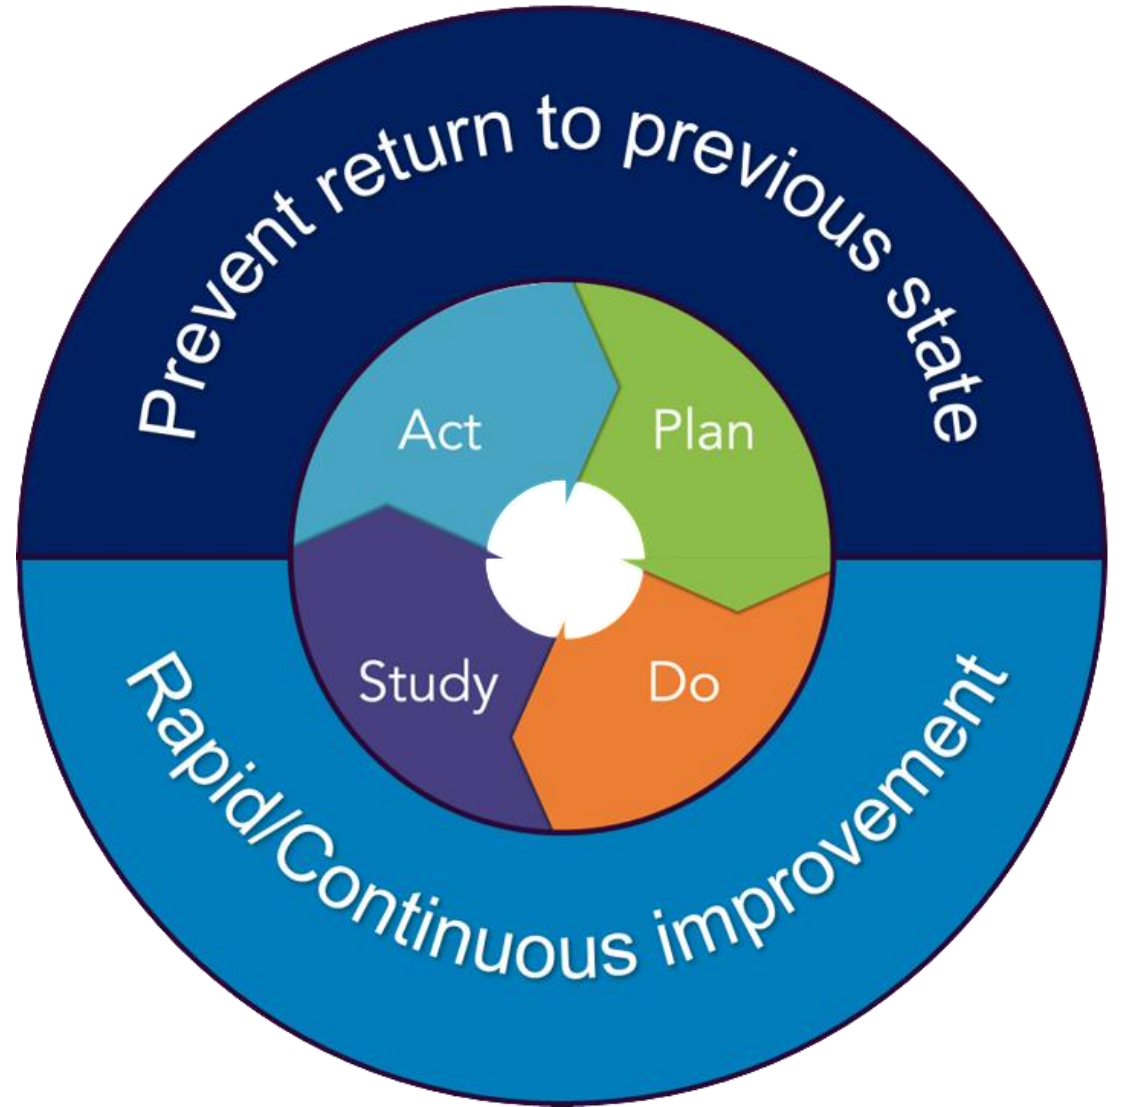 Prevent return to previous state
Act
Plan
Study
Do
Rapid/Continuous improvement